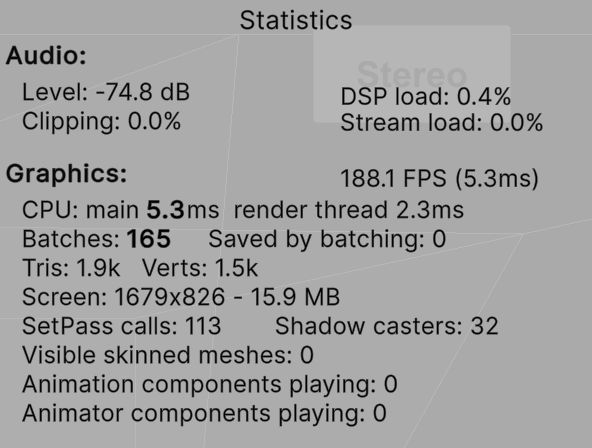 Statistics
Audio:
Stereo
Level: -74.8 dB
DSP load: 0.4%
Clipping: 0.0%
Stream load: 0.0%
Graphics:
188.1 FPS (5.3ms)
CPU: main 5.3ms render thread 2.3ms
Batches: 165 Saved by batching: 0
Tris: 1.9k Verts: 1.5k
Screen: 1679x826 - 15.9 MB
SetPass calls: 113 Shadow casters: 32
Visible skinned meshes: 0
Animation components playing: 0
Animator components playing: 0